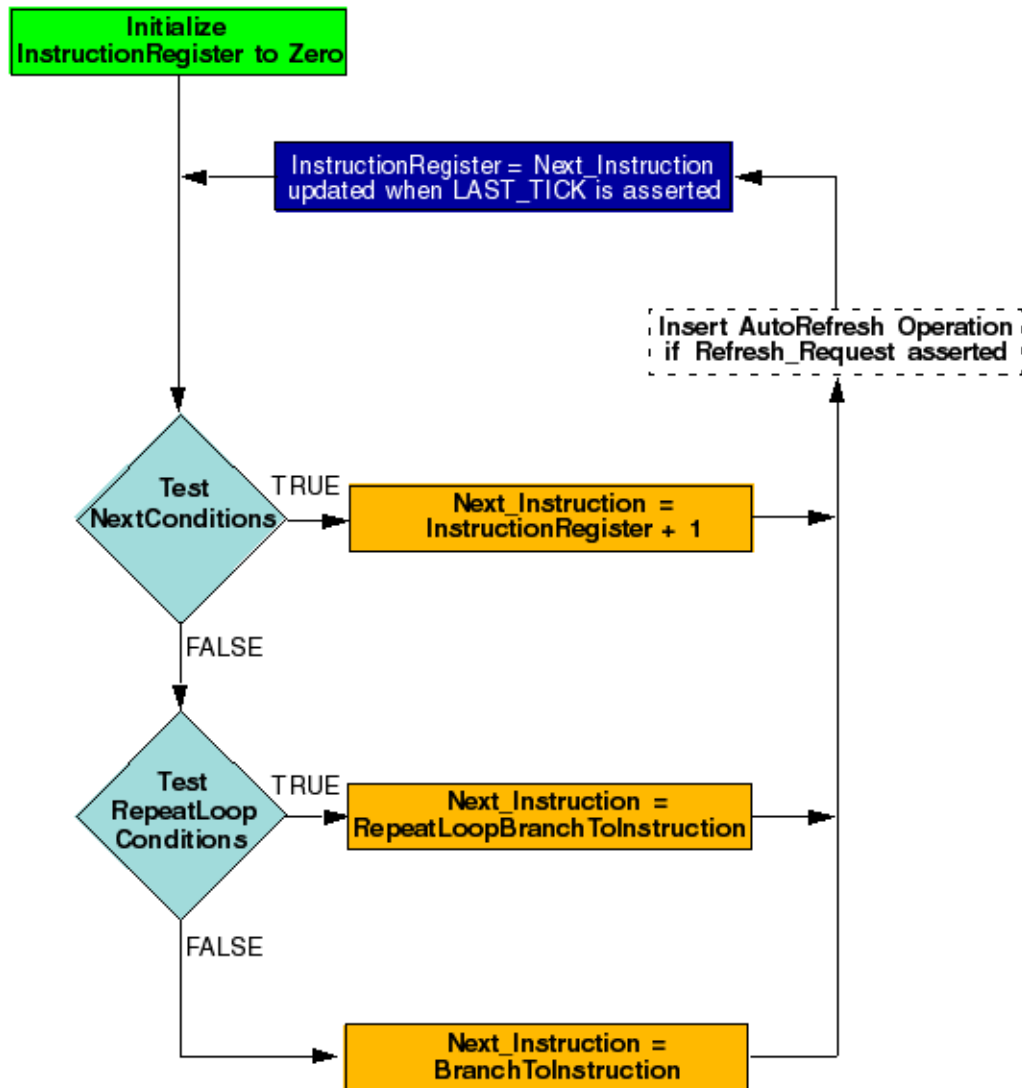 Initialize
InstructionRegister to Zero
InstructionRegister = Next_Instruction
updated when LAST_TICK is asserted
Insert AutoRefresh Operation
if Refresh_Request asserted
Test
NextConditions
TRUE
Next_Instruction =
InstructionRegister + 1
FALSE
Test
RepeatLoop
Conditions
TRUE
Next_Instruction =
RepeatLoopBranchToInstruction
FALSE
Next_Instruction =
BranchToInstruction